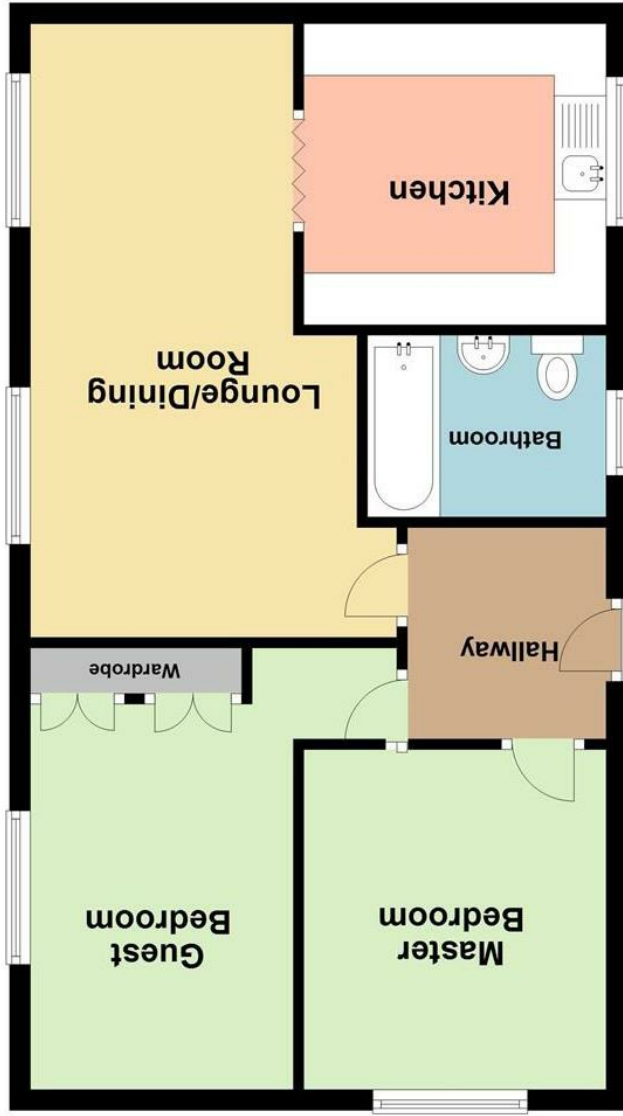 Master
Bedroom
Guest
Bedroom
Hallway
Wardrobe
Bathroom
Lounge/Dining
Room
Kitchen